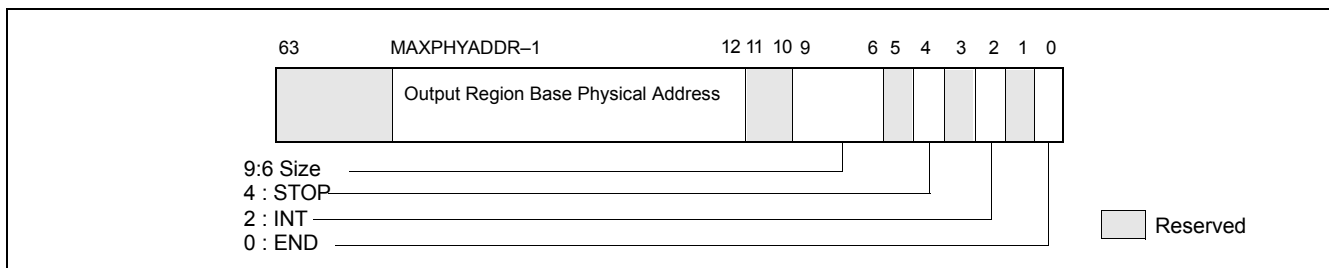 63 MAXPHYADDR–1 12 11 10 9 6 5 4 3 2 1 0
Output Region Base Physical Address
9:6 Size
4 : STOP
2 : INT
0 : END
Reserved